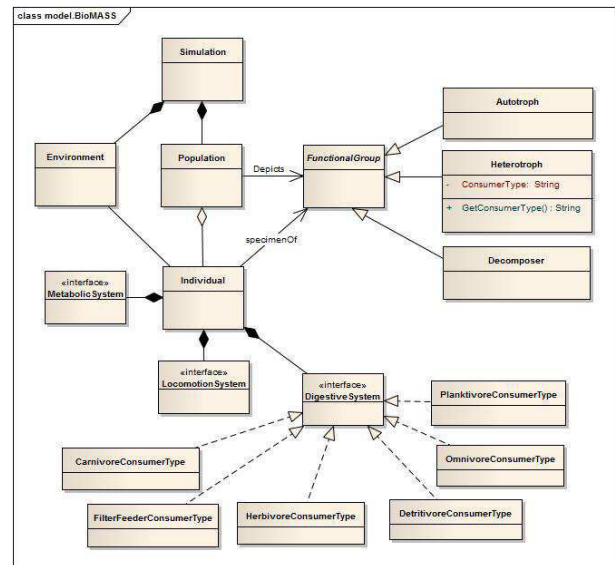 class model.BioMASS
Simulation
Autotroph
Environment
Population
FunctionalGroup
Heterotroph
- ConsumerType: String
+ GetConsumerType() : String
Depicts
specimenOf
Decomposer
Individual
«interface»
MetabolicSystem
«interface»
LocomotionSystem
«interface»
DigestiveSystem
PlanktivoreConsumerType
CarnivoreConsumerType
OmnivoreConsumerType
FilterFeederConsumerType
HerbivoreConsumerType
DetritivoreConsumerType